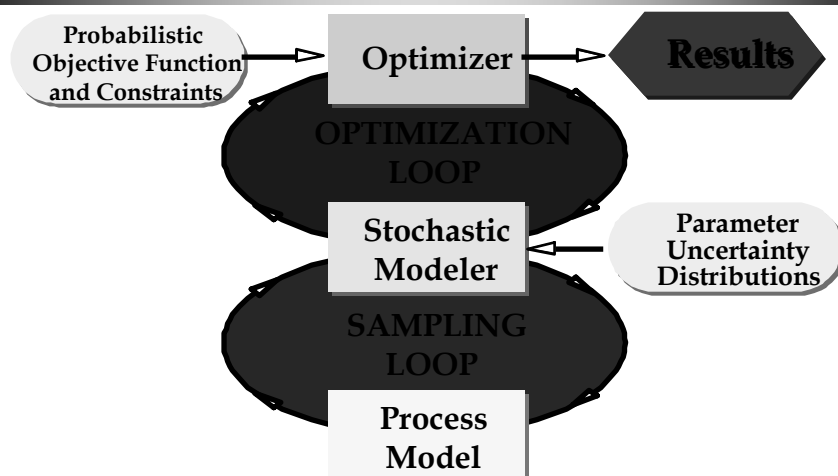 Probabilistic
Objective Function
and Constraints
Optimizer
Results
OPTIMIZATION
LOOP
Stochastic
Modeler
Parameter
Uncertainty
Distributions
SAMPLING
LOOP
Process
Model